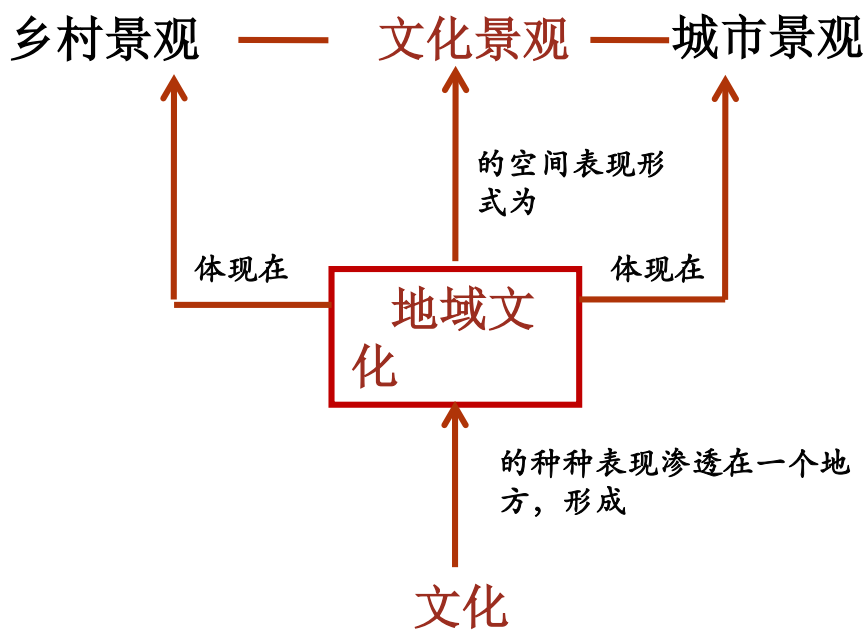 乡村景观
文化景观
城市景观
的空间表现形
式为
体现在
体现在
地域文
化
的种种表现渗透在一个地
方，形成
文化